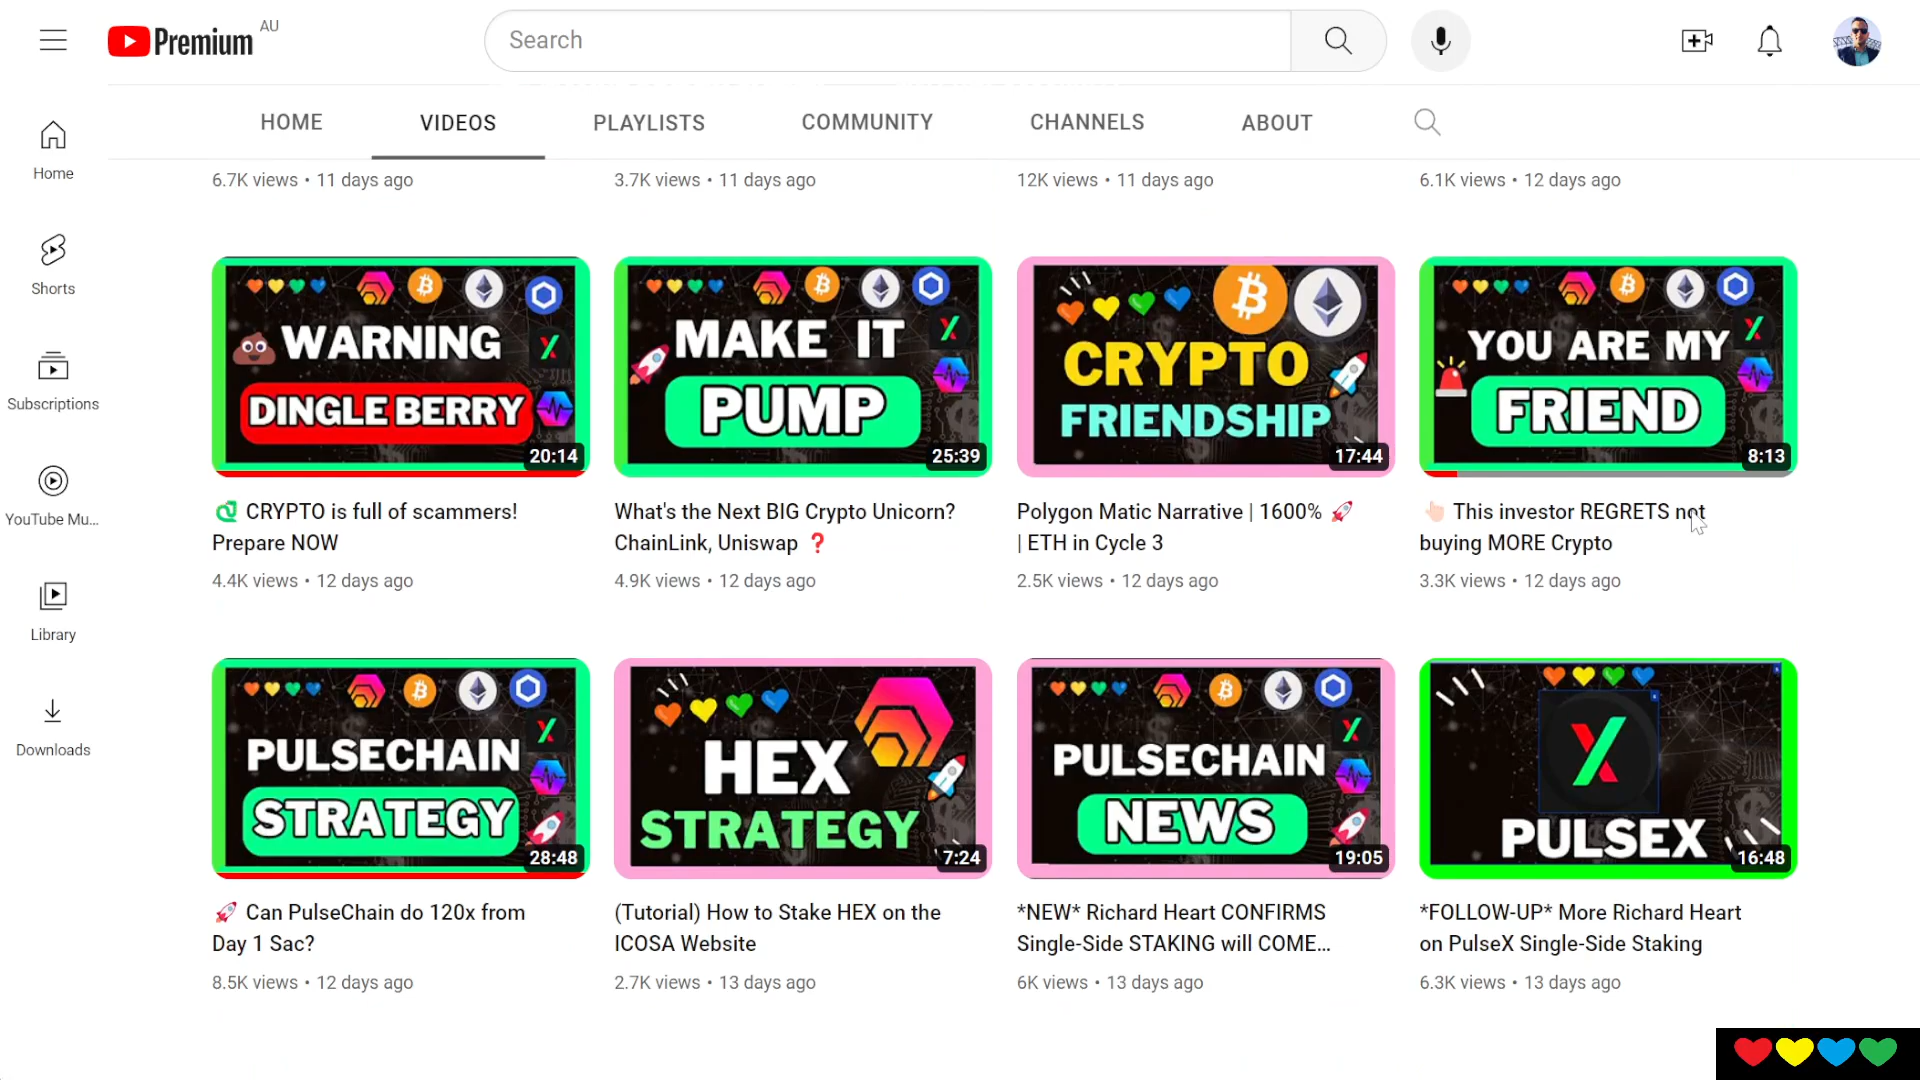 Premium AU
Search
HOME VIDEOS PLAYLISTS COMMUNITY CHANNELS ABOUT
Home
Shorts
Subscriptions
YouTube Mu...
Library
Downloads
6.7K views • 11 days ago
3.7K views • 11 days ago
12K views • 11 days ago
6.1K views • 12 days ago
WARNING
DINGLE BERRY
20:14
CRYPTO is full of scammers!
Prepare NOW
4.4K views • 12 days ago
MAKE IT
PUMP
25:39
What's the Next BIG Crypto Unicorn?
ChainLink, Uniswap ❓
4.9K views • 12 days ago
CRYPTO
FRIENDSHIP
17:44
Polygon Matic Narrative | 1600% 🚀
| ETH in Cycle 3
2.5K views • 12 days ago
YOU ARE MY
FRIEND
8:13
👆🏻 This investor REGRETS not
buying MORE Crypto
3.3K views • 12 days ago
PULSECHAIN
STRATEGY
28:48
🚀 Can PulseChain do 120x from
Day 1 Sac?
8.5K views • 12 days ago
HEX
STRATEGY
7:24
(Tutorial) How to Stake HEX on the
ICOSA Website
2.7K views • 13 days ago
PULSECHAIN
NEWS
19:05
*NEW* Richard Heart CONFIRMS
Single-Side STAKING will COME...
6K views • 13 days ago
PULSEX
16:48
*FOLLOW-UP* More Richard Heart
on PulseX Single-Side Staking
6.3K views • 13 days ago